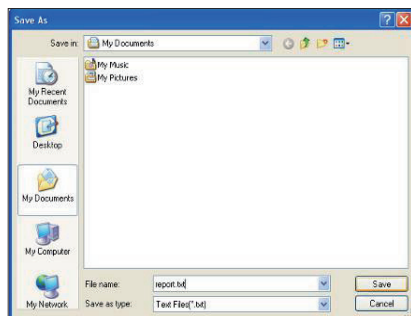 Save As
Save in: My Documents
My Music
My Pictures
My Recent
Documents
Desktop
My Documents
My Computer
My Network
File name: report.txt
Save
Save as type: Text Files(*.txt)
Cancel